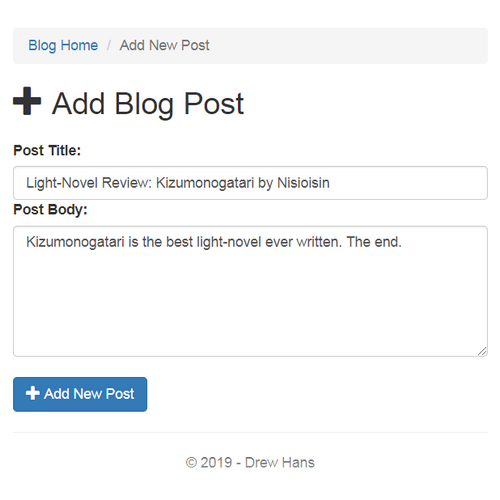 Blog Home / Add New Post
Add Blog Post
Post Title:
Light-Novel Review: Kizumonogatari by Nisioisin
Post Body:
Kizumonogatari is the best light-novel ever written. The end.
Add New Post
© 2019 - Drew Hans